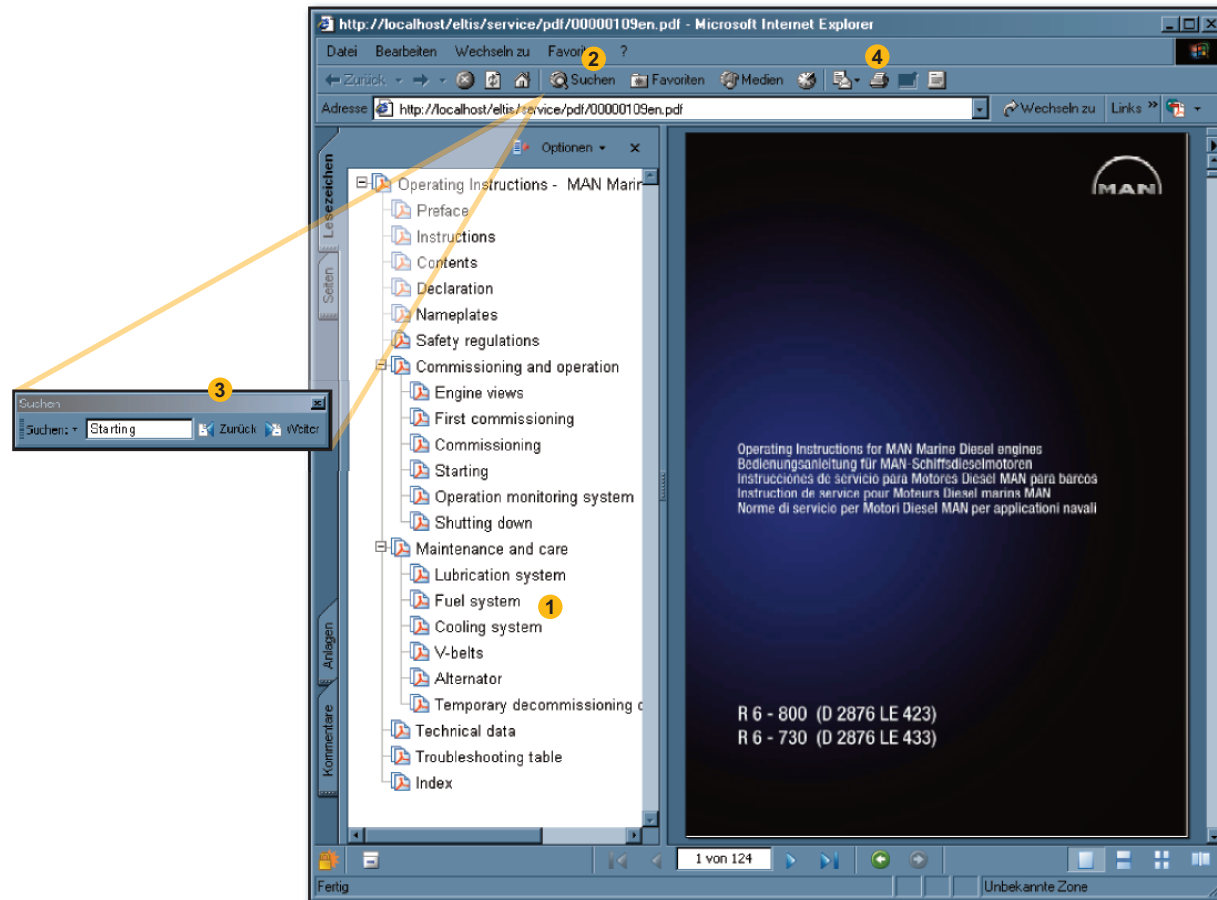 http://localhost/eltis/service/pdf/00000109en.pdf - Microsoft Internet Explorer
Datei Bearbeiten Wechseln zu ?
2
4
Zurück Suchen Favoriten Medien
Adresse http://localhost/eltis/service/pdf/00000109en.pdf Wechseln zu Links »
Lesezeichen
Seiten
Anlagen
Kommentare
Optionen x
Operating Instructions - MAN Marin
Preface
Instructions
Contents
Declaration
Nameplates
Safety regulations
Commissioning and operation
Engine views
First commissioning
Commissioning
Starting
Operation monitoring system
Shutting down
Maintenance and care
Lubrication system
Fuel system
1
Cooling system
V-belts
Alternator
Temporary decommissioning
Technical data
Troubleshooting table
Index
3
Suchen
Suchen: Starting Zurück Weiter
MAN
Operating Instructions for MAN Marine Diesel engines
Bedienungsanleitung für MAN-Schiffsdieselmotoren
Instrucciones de servicio para Motores Diesel MAN para barcos
Instruction de service pour Moteurs Diesel marins MAN
Norme di servicio per Motori Diesel MAN per applicationi navali
R 6 - 800 (D 2876 LE 423)
R 6 - 730 (D 2876 LE 433)
1 von 124
Fertig
Unbekannte Zone